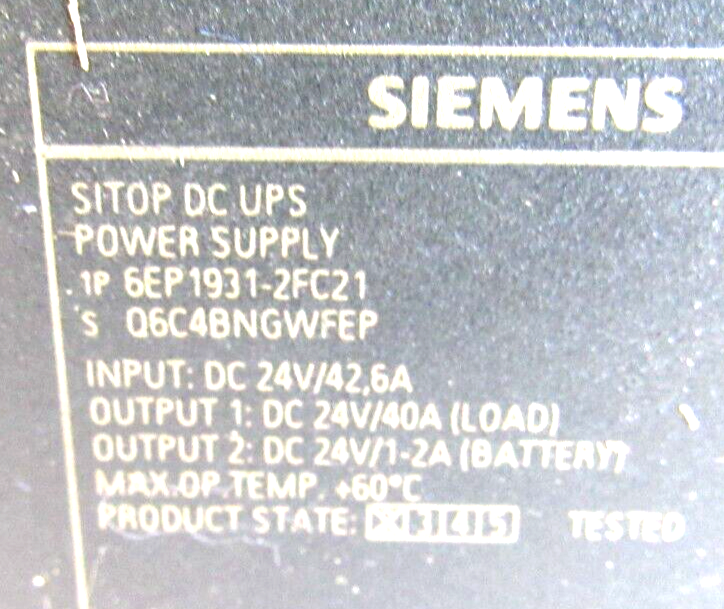 SIEMENS
SITOP DC UPS
POWER SUPPLY
1P 6EP1931-2FC21
S Q6C4BNGWFEP
INPUT: DC 24V/42,6A
OUTPUT 1: DC 24V/40A (LOAD)
OUTPUT 2: DC 24V/1-2A (BATTERY)
MAX.OP.TEMP. +60°C
PRODUCT STATE: X 3 4 5 TESTED